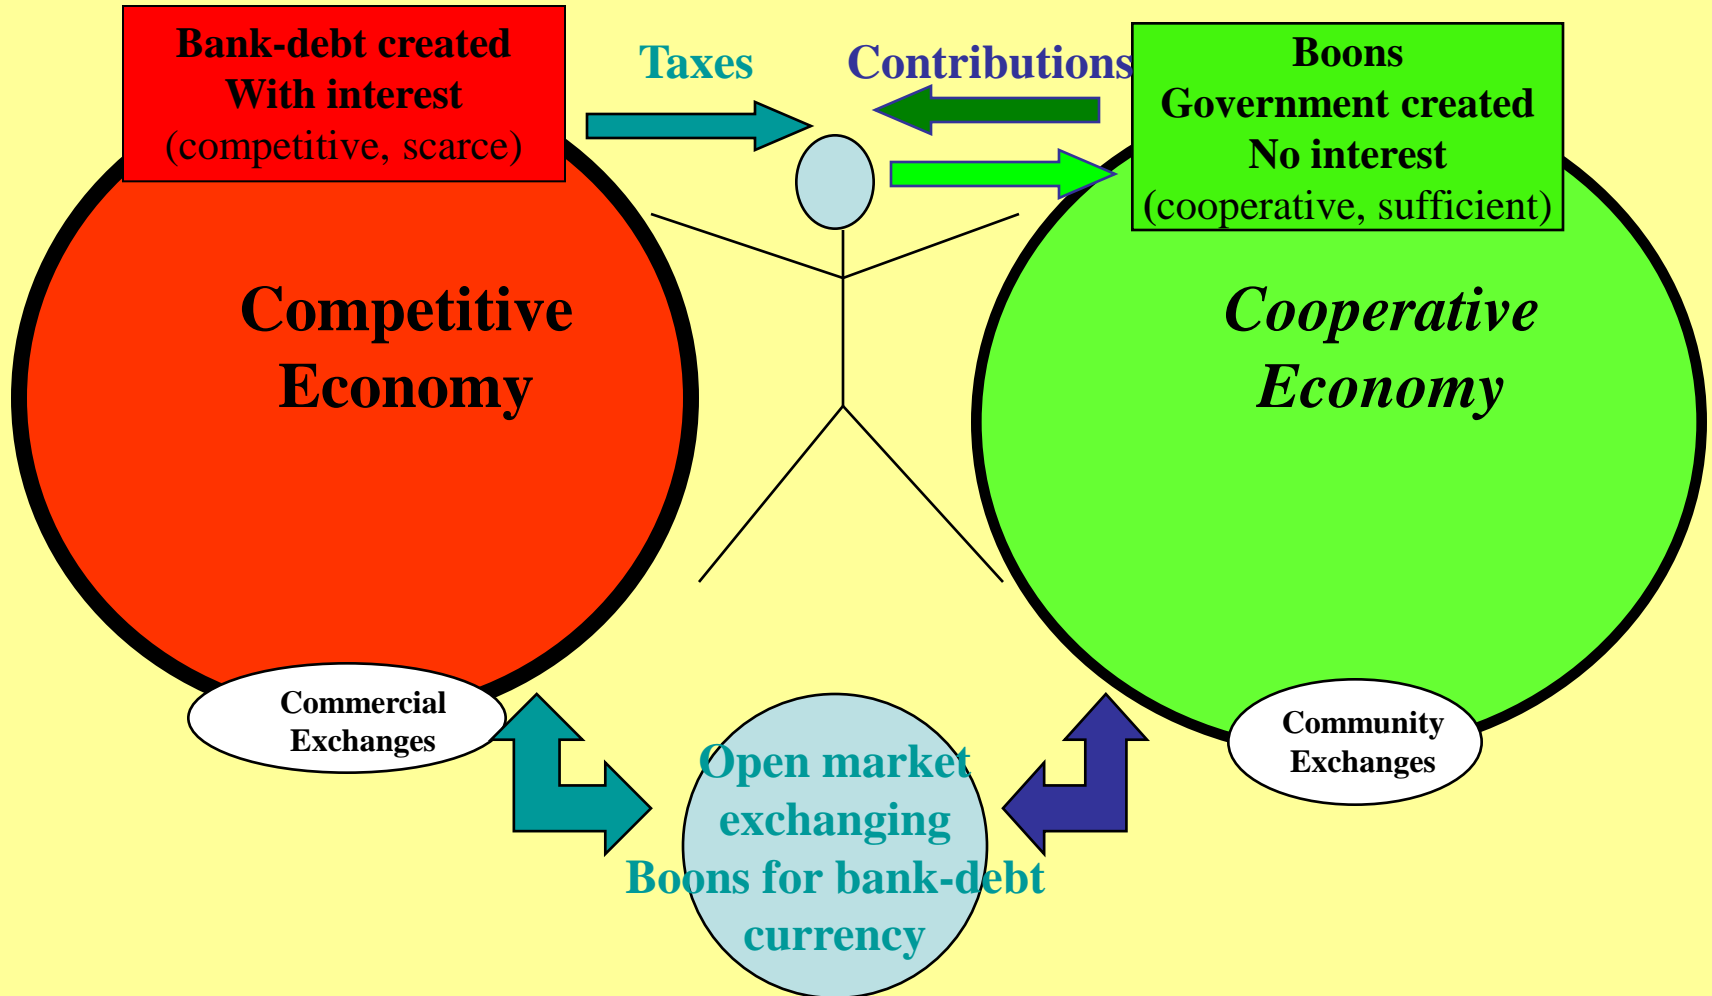 Bank-debt created
With interest
(competitive, scarce)
Taxes
Contributions
Boons
Government created
No interest
(cooperative, sufficient)
Competitive
Economy
Cooperative
Economy
Commercial
Exchanges
Open market
exchanging
Boons for bank-debt
currency
Community
Exchanges